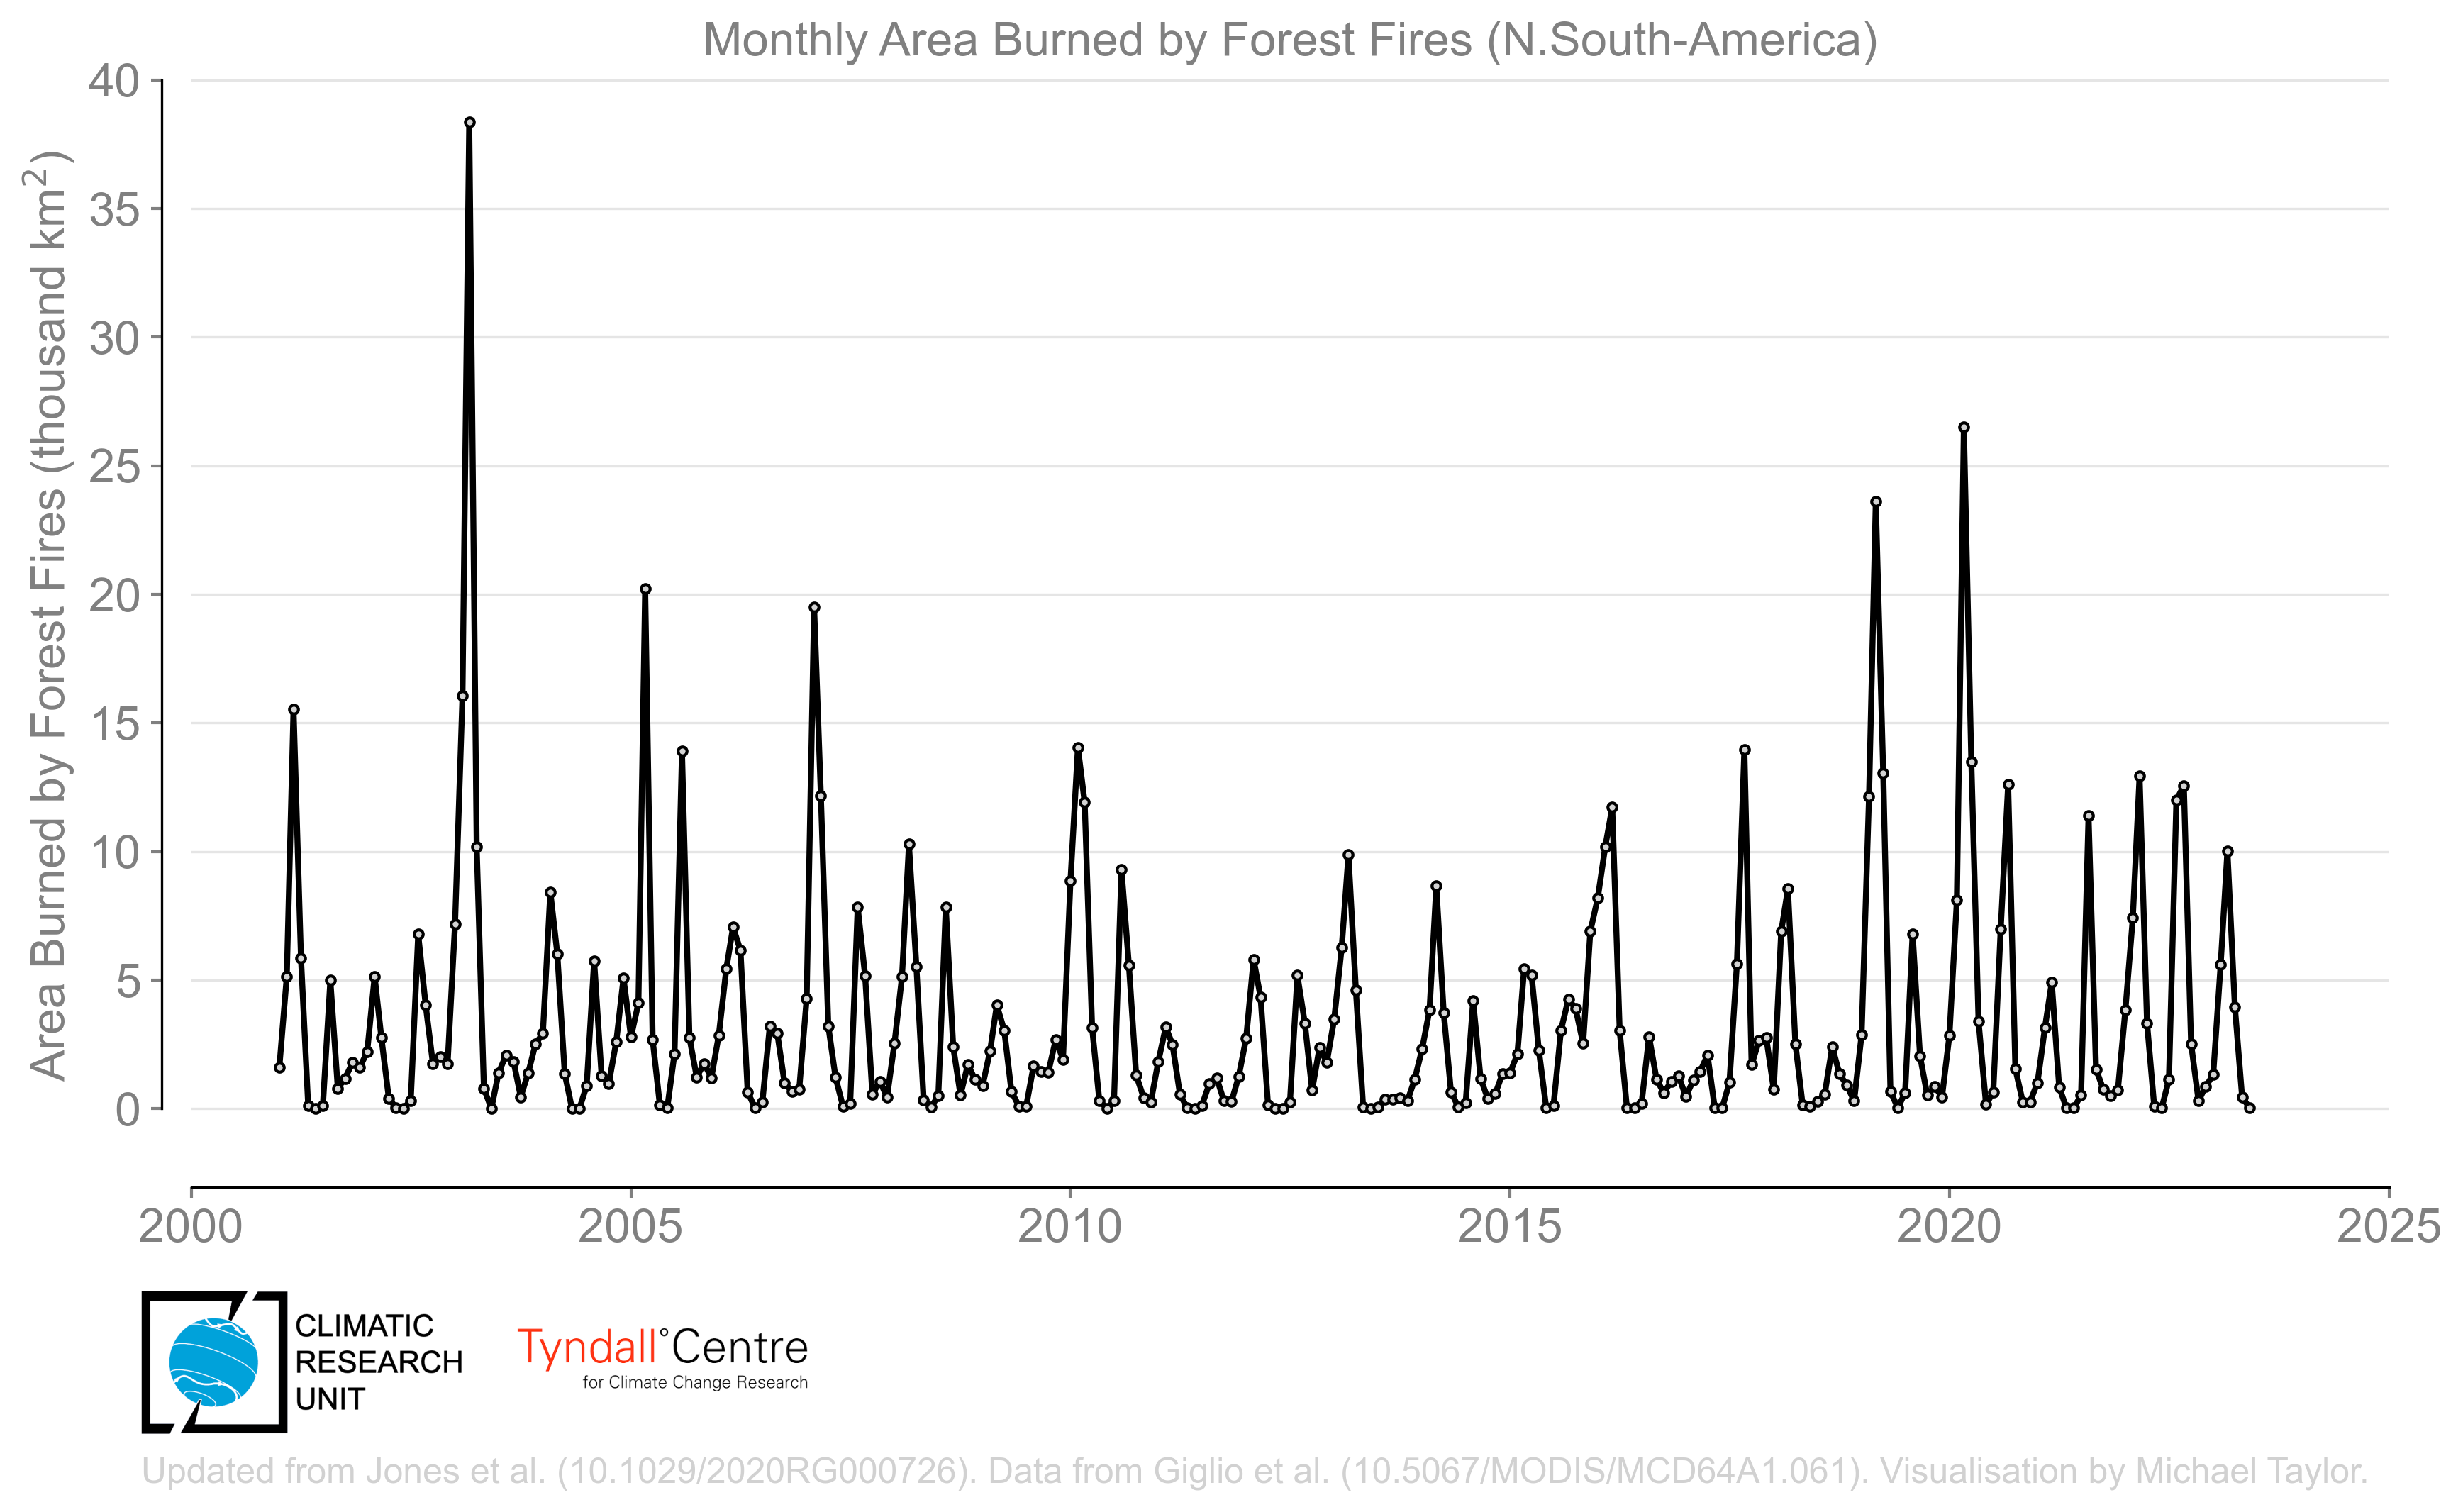 Monthly Area Burned by Forest Fires (N.South-America)
Area Burned by Forest Fires (thousand km²)
40
35
30
25
20
15
10
5
0
2000 2005 2010 2015 2020 2025
CLIMATIC
RESEARCH
UNIT
Tyndall°Centre
for Climate Change Research
Updated from Jones et al. (10.1029/2020RG000726). Data from Giglio et al. (10.5067/MODIS/MCD64A1.061). Visualisation by Michael Taylor.